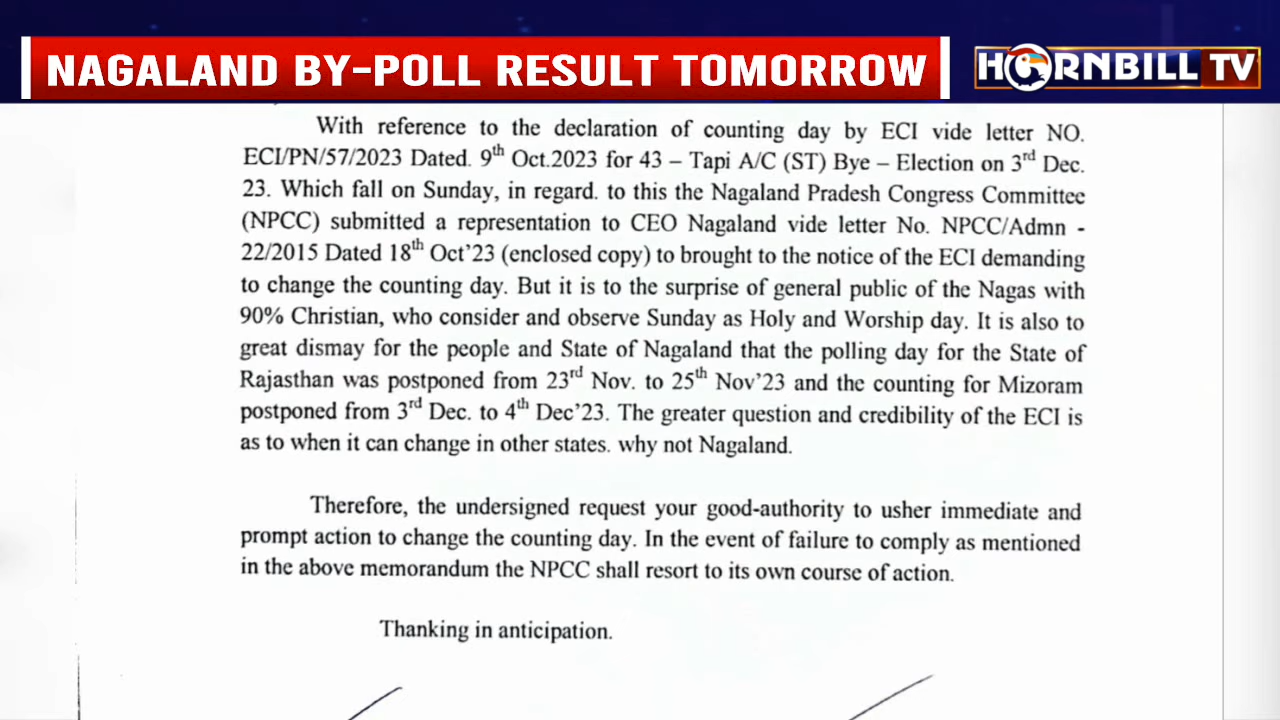 NAGALAND BY-POLL RESULT TOMORROW
HORNBILL TV
With reference to the declaration of counting day by ECI vide letter NO.
ECI/PN/57/2023 Dated. 9th Oct.2023 for 43 – Tapi A/C (ST) Bye – Election on 3rd Dec.
23. Which fall on Sunday, in regard. to this the Nagaland Pradesh Congress Committee
(NPCC) submitted a representation to CEO Nagaland vide letter No. NPCC/Admn -
22/2015 Dated 18th Oct'23 (enclosed copy) to brought to the notice of the ECI demanding
to change the counting day. But it is to the surprise of general public of the Nagas with
90% Christian, who consider and observe Sunday as Holy and Worship day. It is also to
great dismay for the people and State of Nagaland that the polling day for the State of
Rajasthan was postponed from 23rd Nov. to 25th Nov'23 and the counting for Mizoram
postponed from 3rd Dec. to 4th Dec'23. The greater question and credibility of the ECI is
as to when it can change in other states. why not Nagaland.
Therefore, the undersigned request your good-authority to usher immediate and
prompt action to change the counting day. In the event of failure to comply as mentioned
in the above memorandum the NPCC shall resort to its own course of action.
Thanking in anticipation.